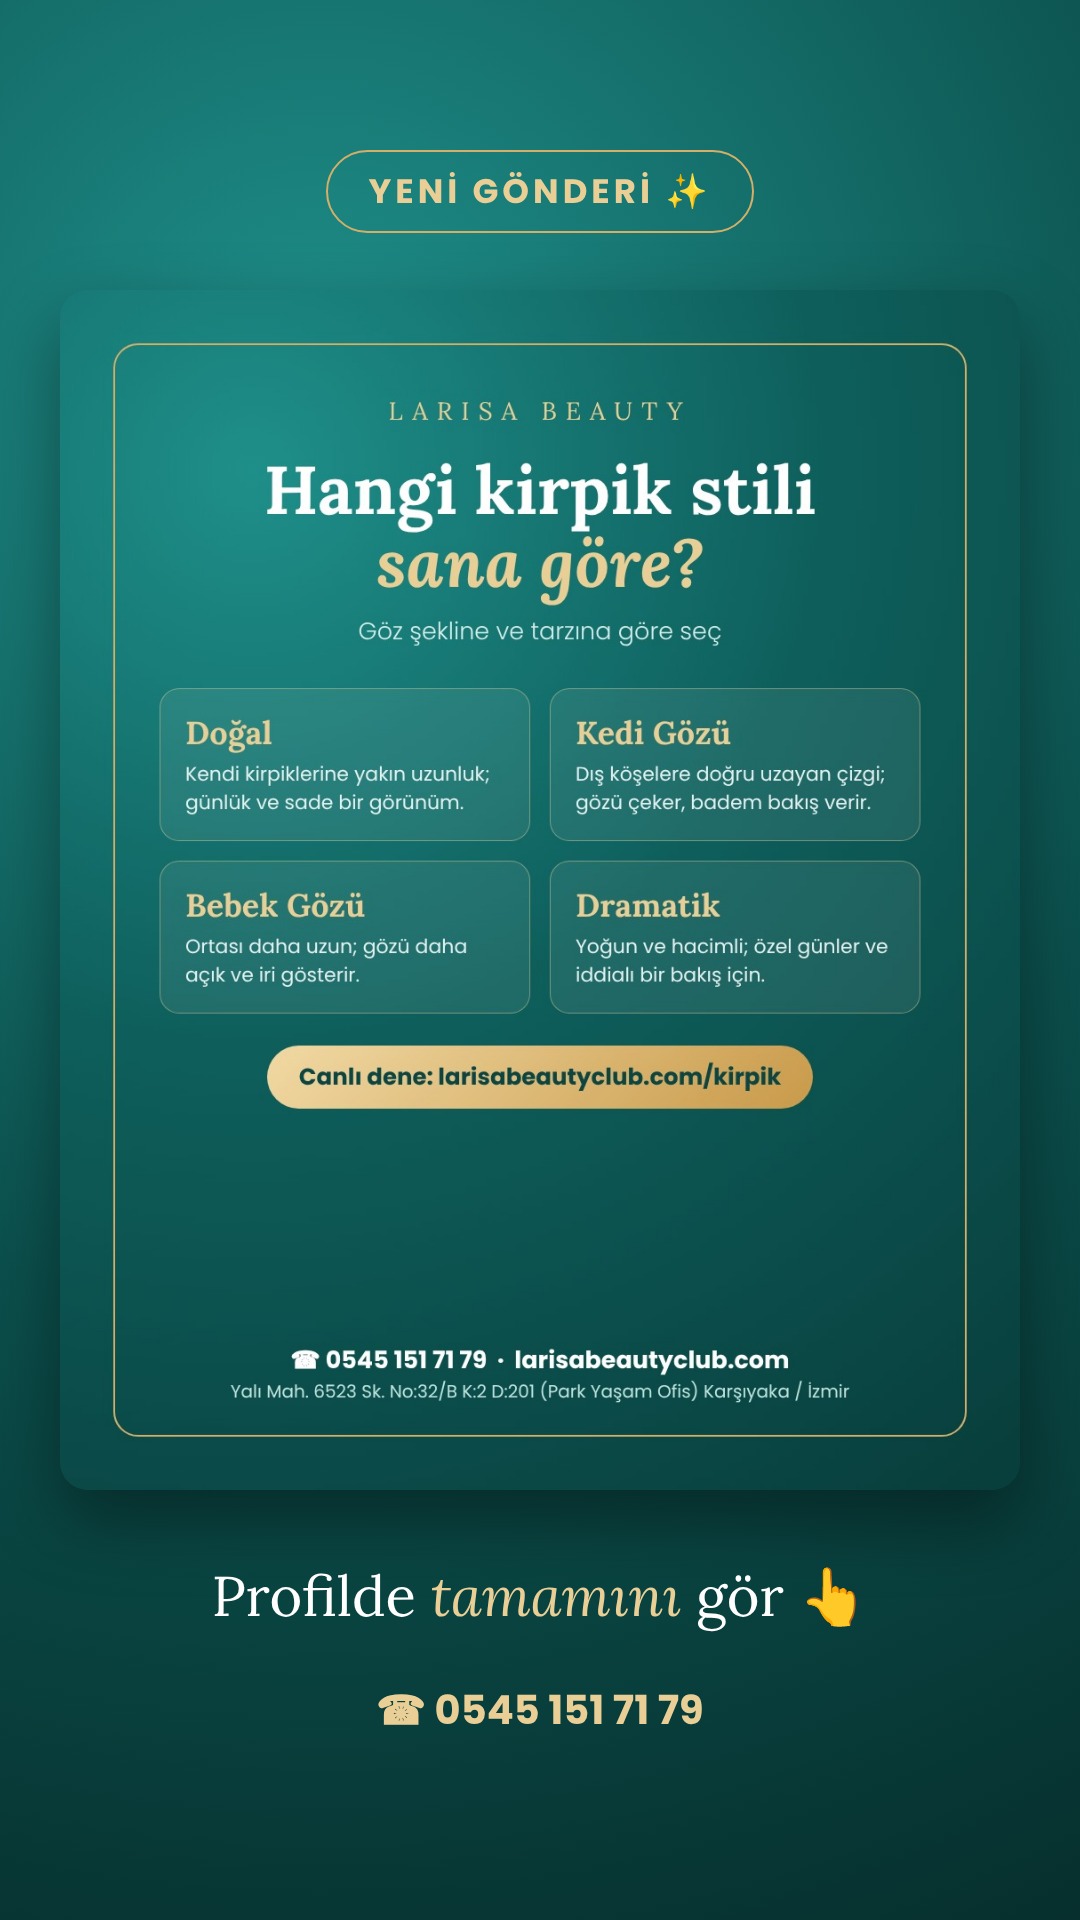 YENİ GÖNDERİ ✨
LARISA BEAUTY
Hangi kirpik stili
sana göre?
Göz şekline ve tarzına göre seç
Doğal
Kendi kirpiklerine yakın uzunluk;
günlük ve sade bir görünüm.
Kedi Gözü
Dış köşelere doğru uzayan çizgi;
gözü çeker, badem bakış verir.
Bebek Gözü
Ortası daha uzun; gözü daha
açık ve iri gösterir.
Dramatik
Yoğun ve hacimli; özel günler ve
iddialı bir bakış için.
Canlı dene: larisabeautyclub.com/kirpik
☎ 0545 151 71 79 · larisabeautyclub.com
Yalı Mah. 6523 Sk. No:32/B K:2 D:201 (Park Yaşam Ofis) Karşıyaka / İzmir
Profilde tamamını gör 👆
☎ 0545 151 71 79